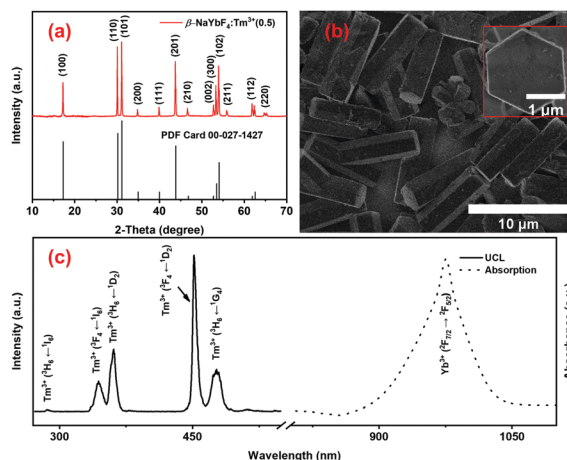 (a)
β-NaYbF₄:Tm³⁺(0.5)
(100)
(110)
(101)
(200)
(111)
(201)
(210)
(002)
(300)
(102)
(211)
(112)
(220)
PDF Card 00-027-1427
Intensity (a.u.)
10 20 30 40 50 60 70
2-Theta (degree)
(b)
1 μm
10 μm
(c)
UCL
Absorption
Tm³⁺ (³H₆←¹I₆)
Tm³⁺ (³F₄←¹I₆)
Tm³⁺ (³H₆←¹D₂)
Tm³⁺ (³F₄←¹D₂)
Tm³⁺ (³H₆←¹G₄)
Yb³⁺ (²F₇/₂→²F₅/₂)
Intensity (a.u.)
300 450 900 1050
Wavelength (nm)